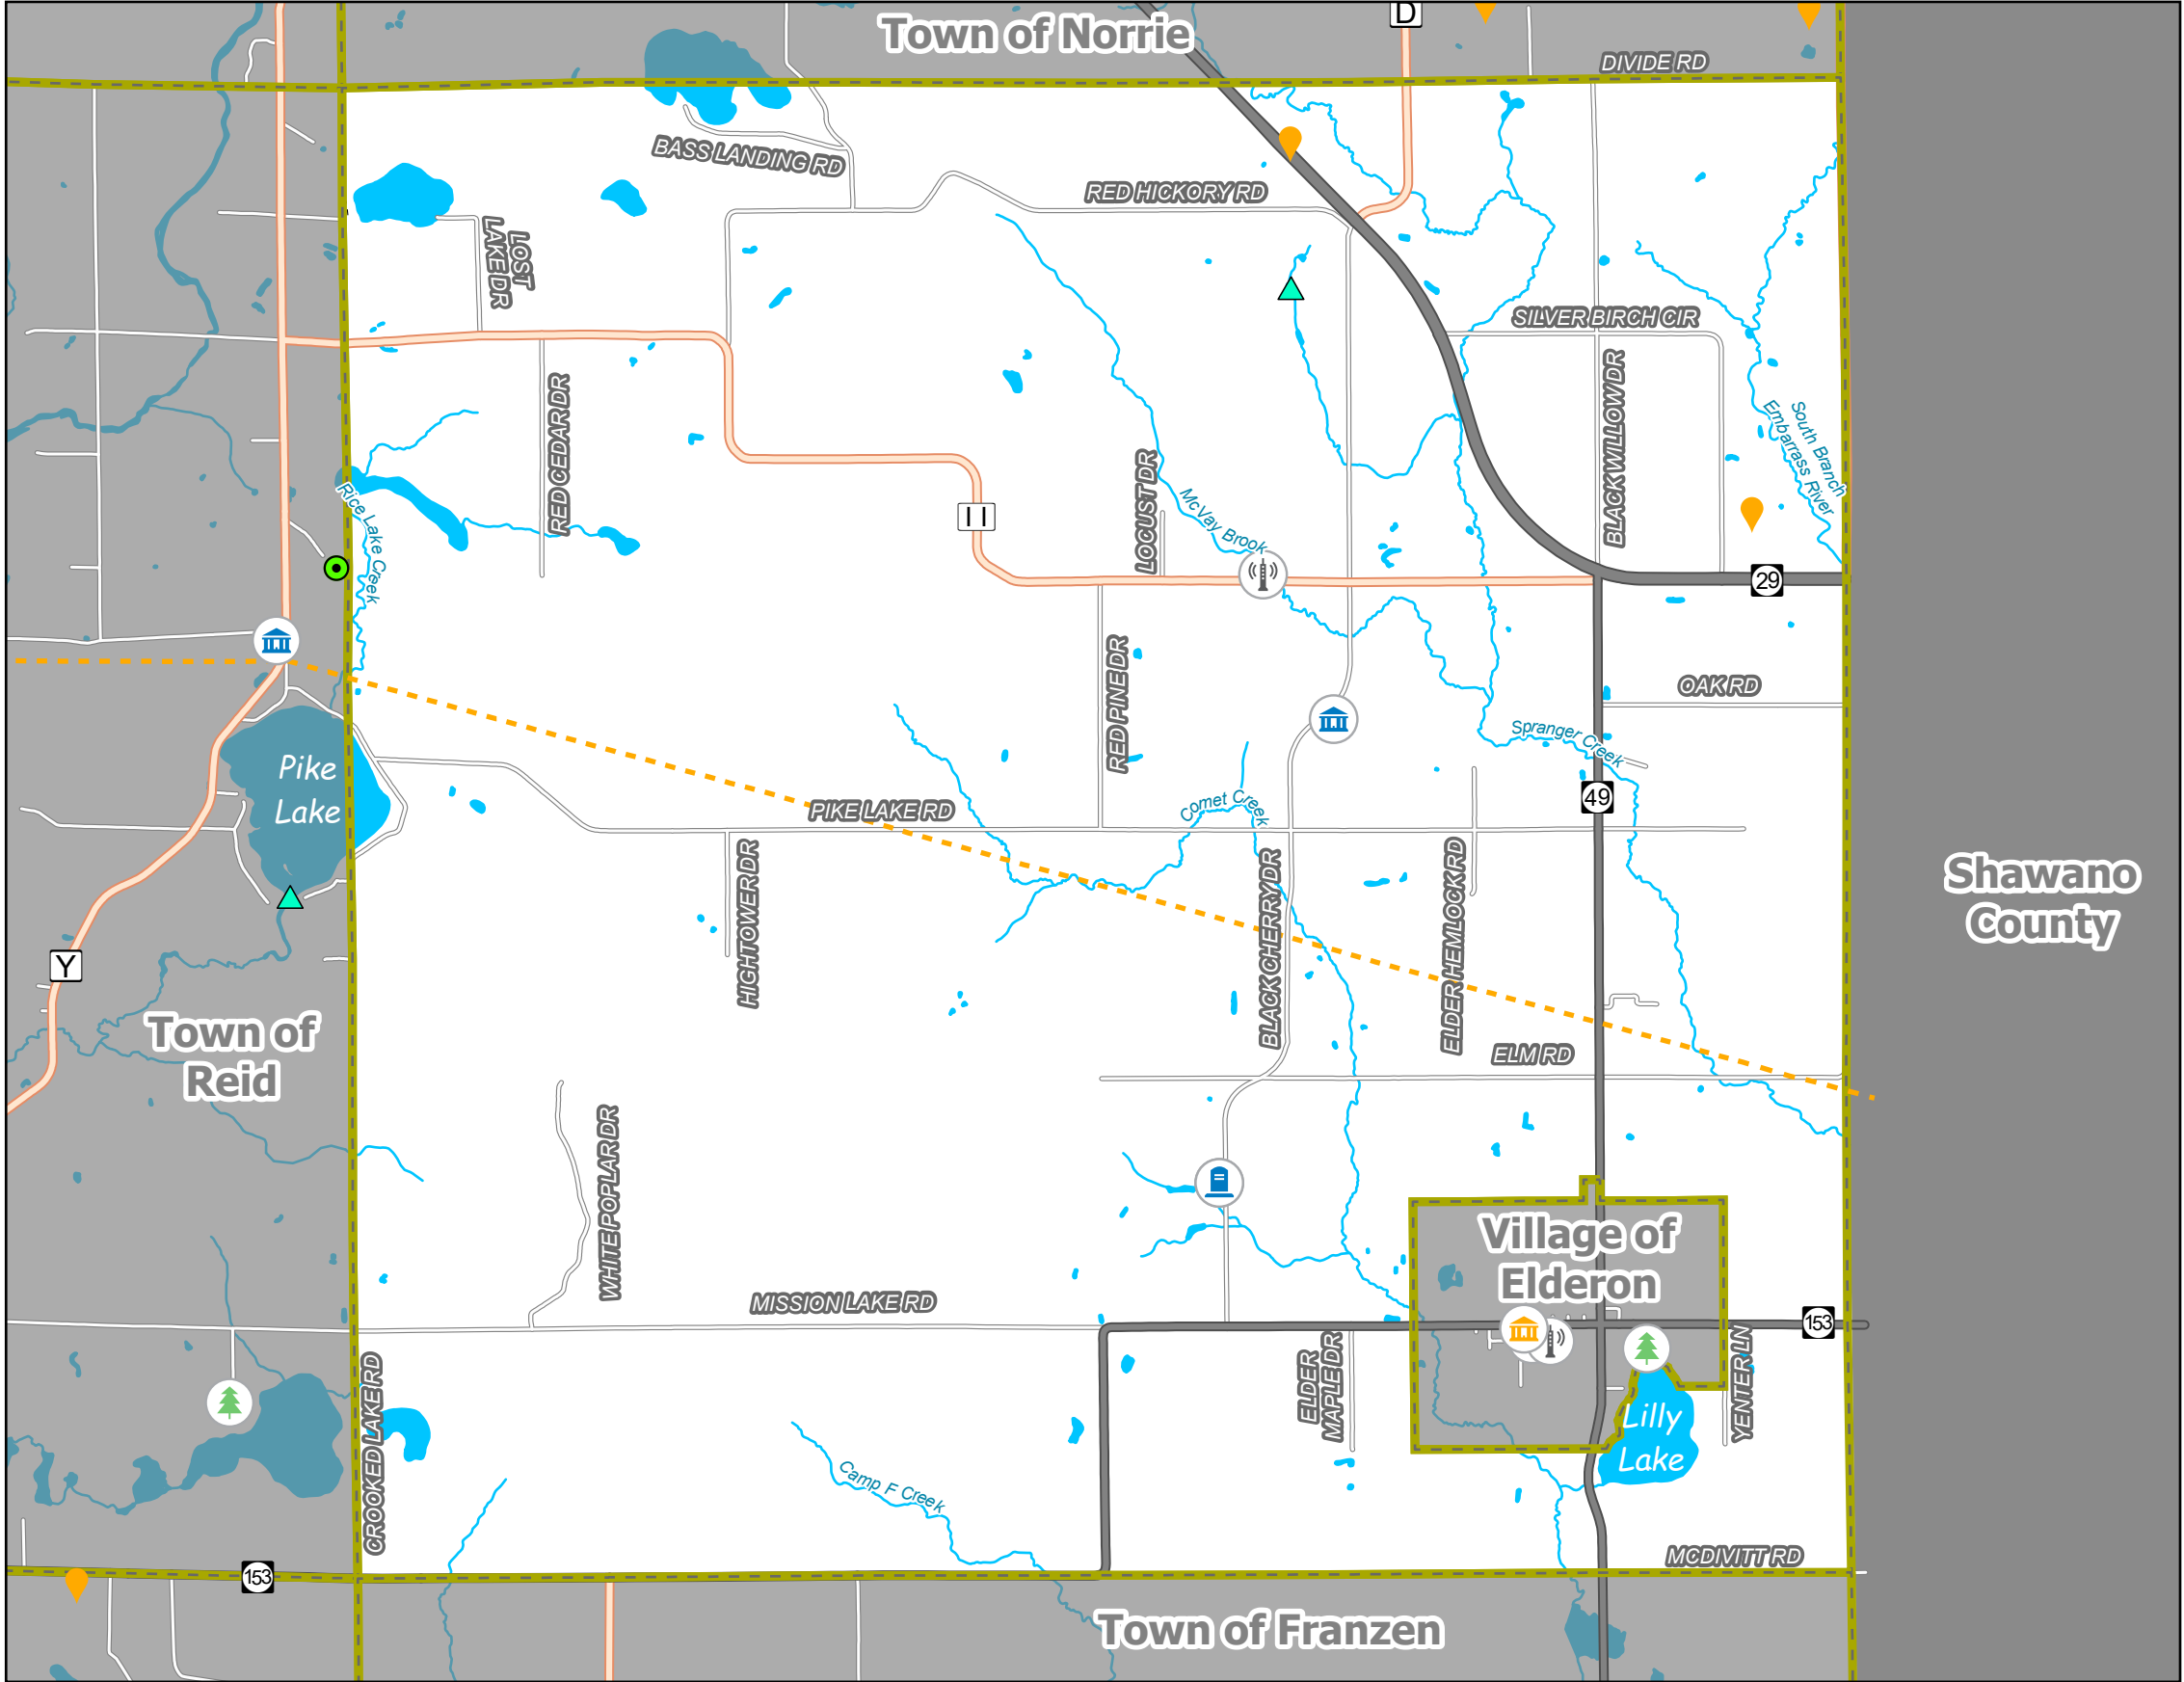 Town of Norrie
D
DIVIDE RD
BASS LANDING RD
RED HICKORY RD
LOST
LAKE DR
SILVER BIRCH CIR
BLACK WILLOW DR
RED CEDAR DR
South Branch
Embarrass River
LOCUST DR
McVay Brook
Rice Lake Creek
II
29
RED PINE DR
OAK RD
Spranger Creek
Pike
Lake
49
PIKE LAKE RD
Comet Creek
HIGHTOWER DR
BLACK CHERRY DR
ELDER HEMLOCK RD
Shawano
County
Y
Town of
Reid
ELM RD
WHITE POPLAR DR
Village of
Elderon
MISSION LAKE RD
153
CROOKED LAKE RD
ELDER
MAPLE DR
YENTER LN
Lilly
Lake
Camp F Creek
MCDIVITT RD
153
Town of Franzen